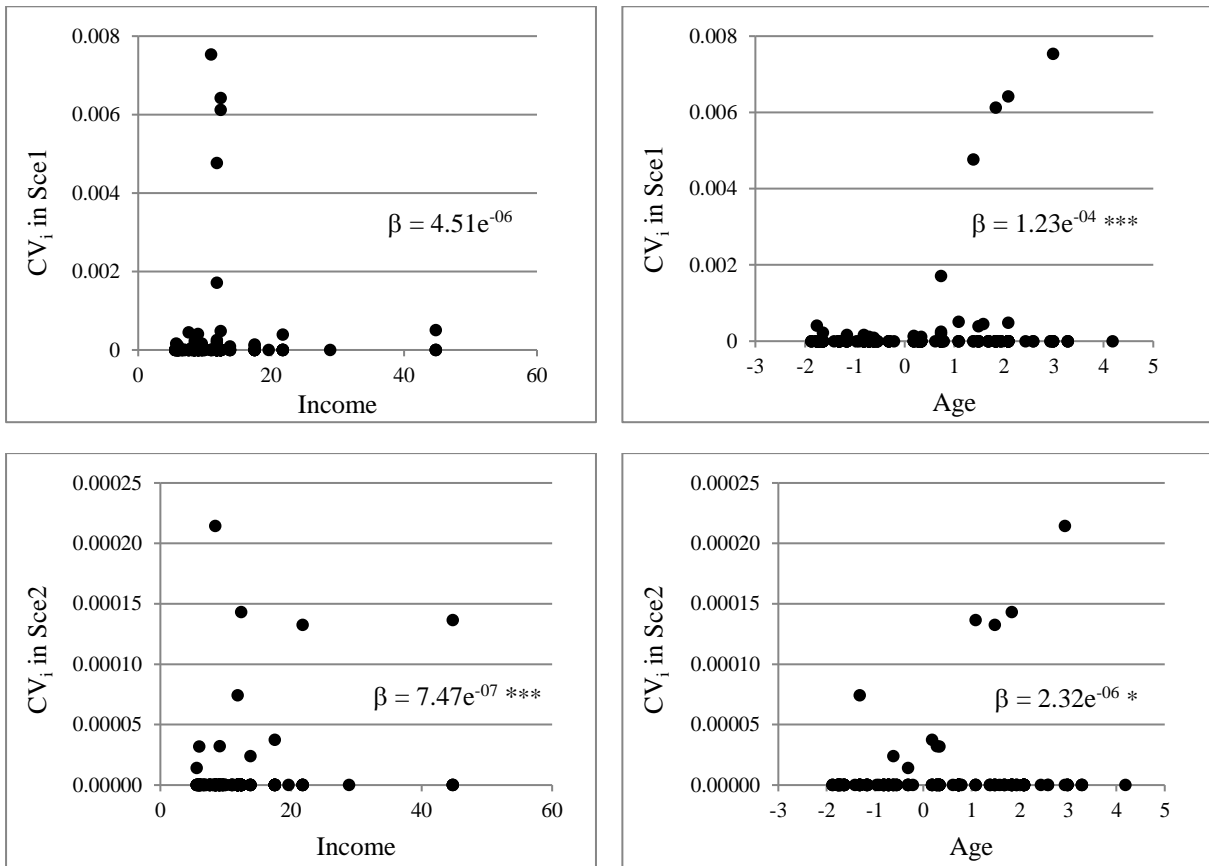 0.008
0.006
0.004
0.002
0
0 20 40 60
CVi in Sce1
Income
β = 4.51e-06
0.008
0.006
0.004
0.002
0
-3 -2 -1 0 1 2 3 4 5
CVi in Sce1
Age
β = 1.23e-04 ***
0.00025
0.00020
0.00015
0.00010
0.00005
0.00000
0 20 40 60
CVi in Sce2
Income
β = 7.47e-07 ***
0.00025
0.00020
0.00015
0.00010
0.00005
0.00000
-3 -2 -1 0 1 2 3 4 5
CVi in Sce2
Age
β = 2.32e-06 *